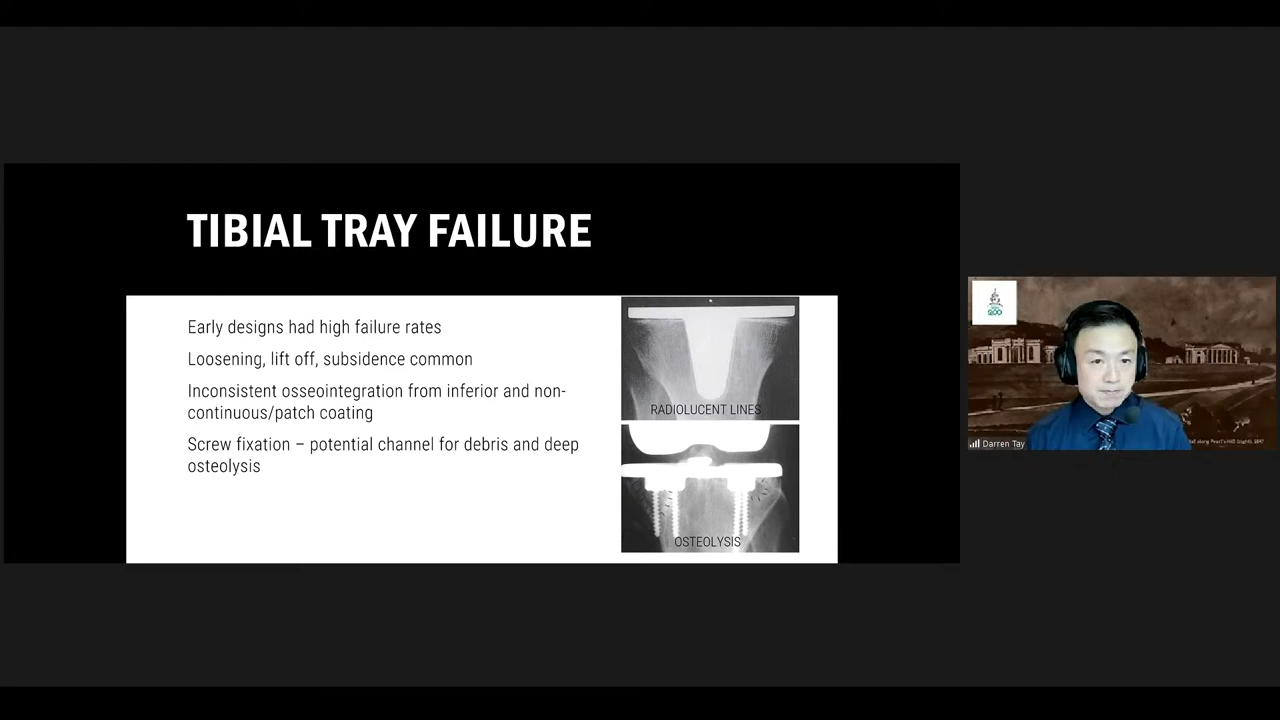 TIBIAL TRAY FAILURE
Early designs had high failure rates
Loosening, lift off, subsidence common
Inconsistent osseointegration from inferior and non-
continuous/patch coating
Screw fixation – potential channel for debris and deep
osteolysis
RADIOLUCENT LINES
OSTEOLYSIS
200
Darren Tay